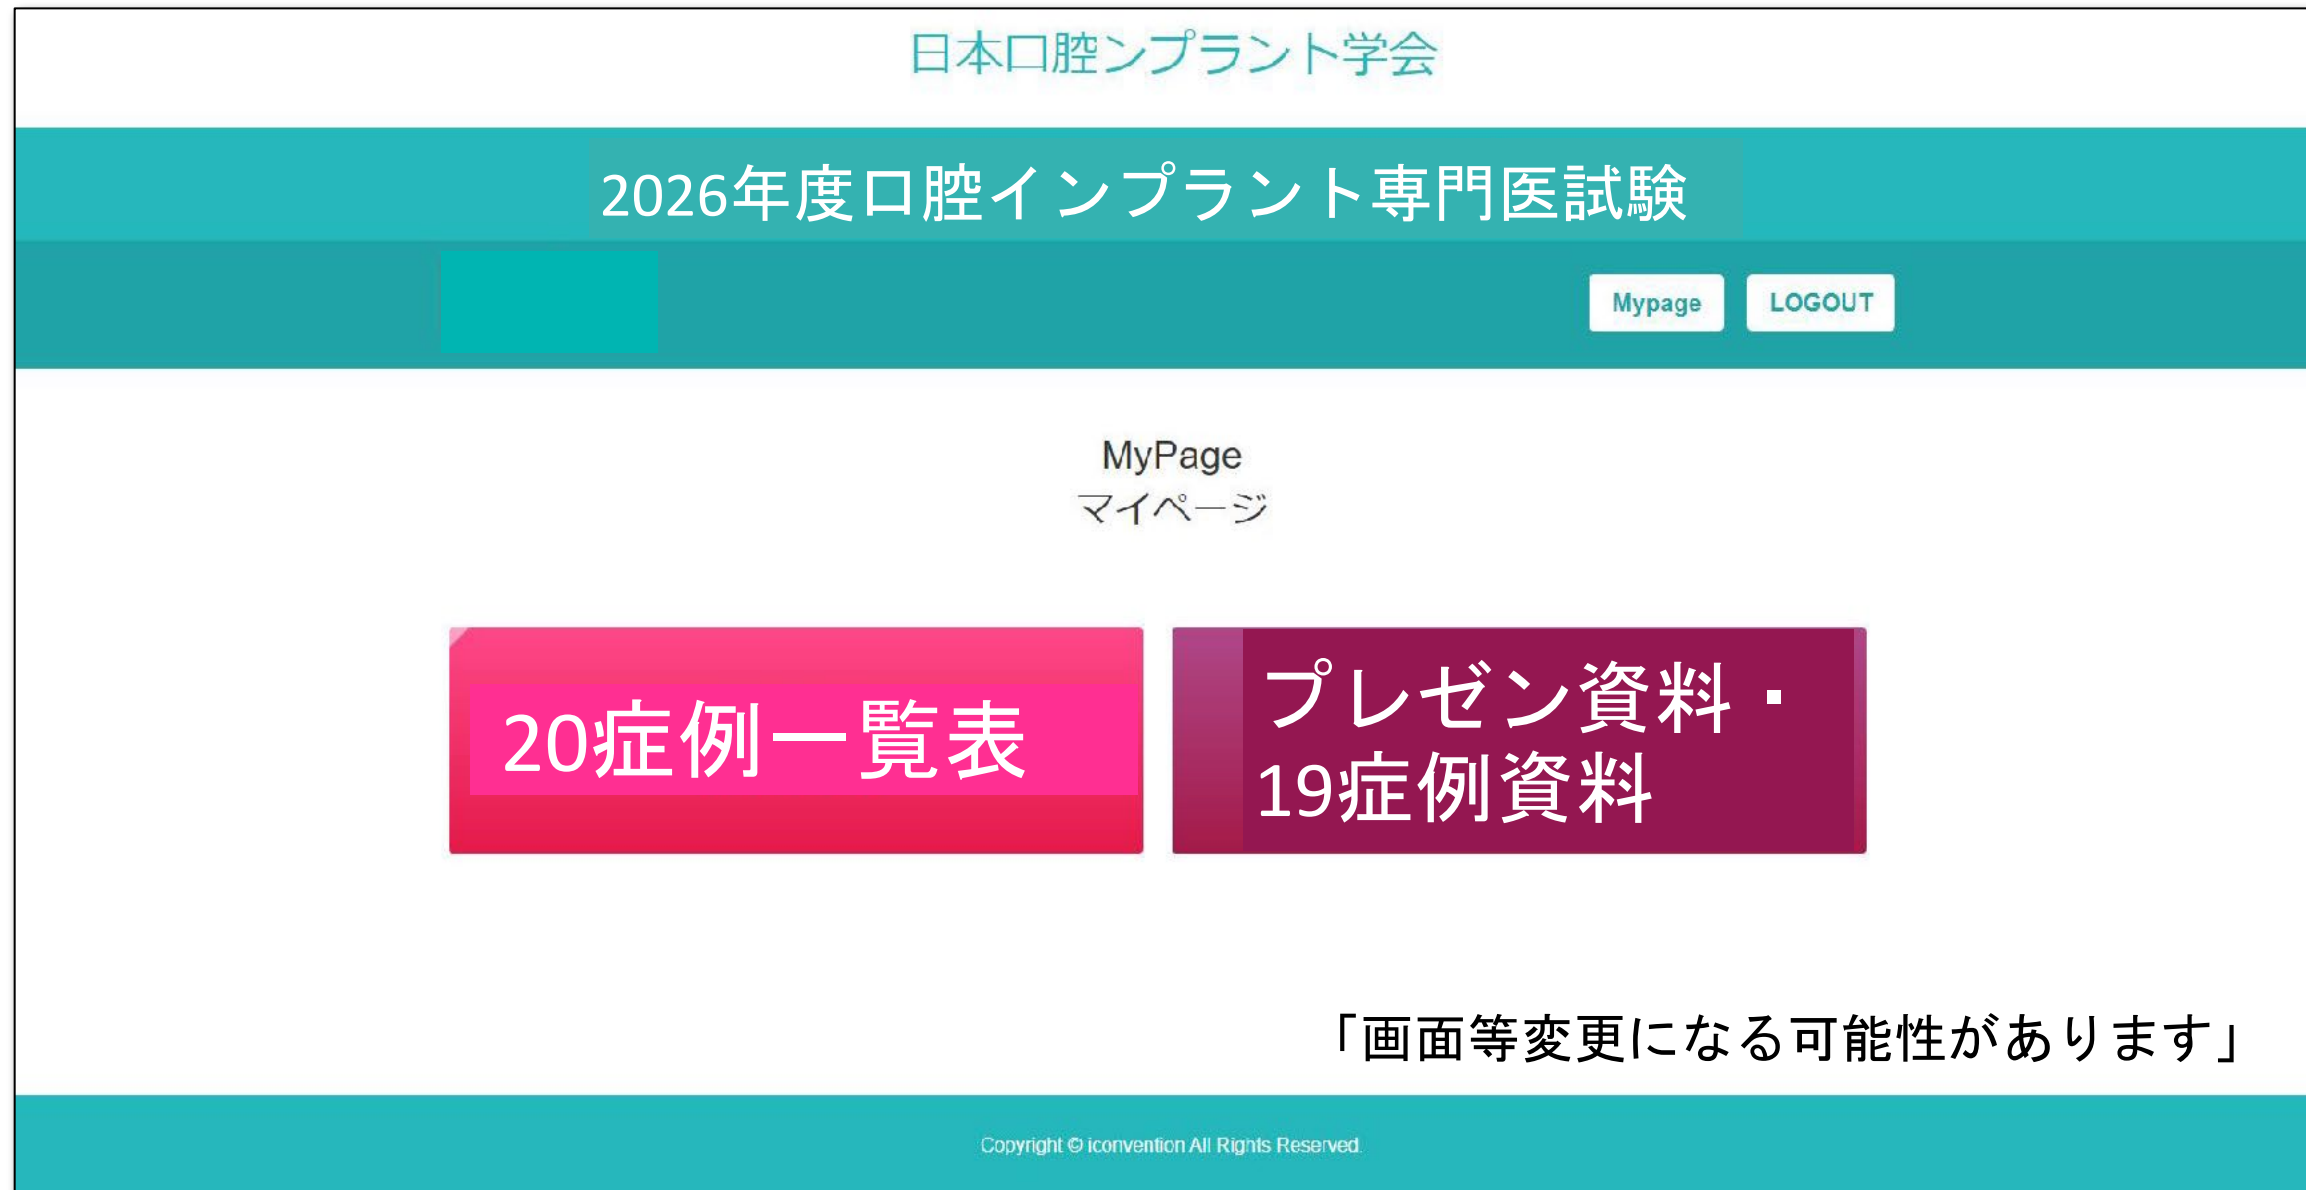 日本口腔ンプラント学会
2026年度口腔インプラント専門医試験
Mypage LOGOUT
MyPage
マイページ
20症例一覧表
プレゼン資料・
19症例資料
「画面等変更になる可能性があります」
Copyright © iconvention All Rights Reserved.